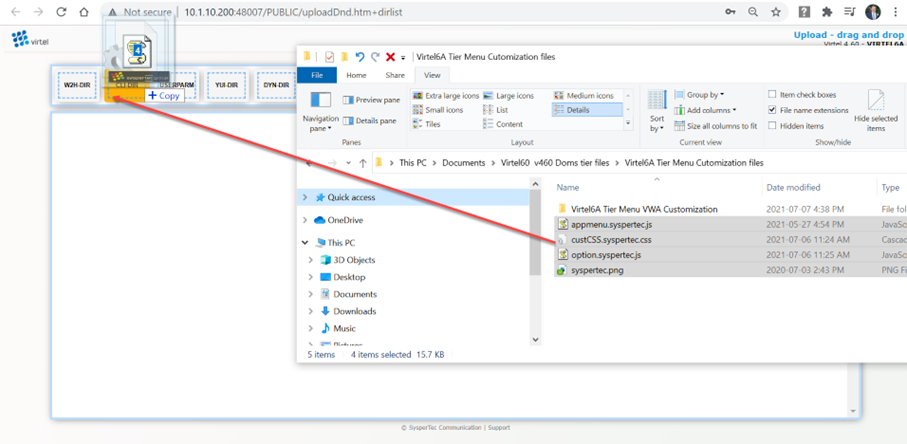 Not secure | 10.1.10.200:48007/PUBLIC/uploadDnd.htm+dirlist
virtel
Upload - drag and drop
W2H-DIR
USERPARM
YUI-DIR
DYN-DIR
4
syspertec
+ Copy
Virtel6A Tier Menu Cutomization files
File
Home
Share
View
Navigation pane
Preview pane
Details pane
Panes
Extra large icons
Large icons
Medium icons
Small icons
List
Details
Tiles
Content
Layout
Sort by
Group by
Add columns
Size all columns to fit
Current view
Item check boxes
File name extensions
Hidden items
Hide selected items
Show/hide
This PC > Documents > Virtel60 v460 Doms tier files > Virtel6A Tier Menu Cutomization files
Quick access
OneDrive
This PC
3D Objects
Desktop
Documents
Downloads
Music
Pictures
Name Date modified Type
Virtel6A Tier Menu VWA Customization 2021-07-07 4:38 PM File fol
appmenu.syspertec.js 2021-05-27 4:54 PM JavaSc
custCSS.syspertec.css 2021-07-06 11:24 AM Cascad
option.syspertec.js 2021-07-06 11:25 AM JavaSc
syspertec.png 2020-07-03 2:43 PM PNG Fi
5 items 4 items selected 15.7 KB
© SysperTec Communication | Support